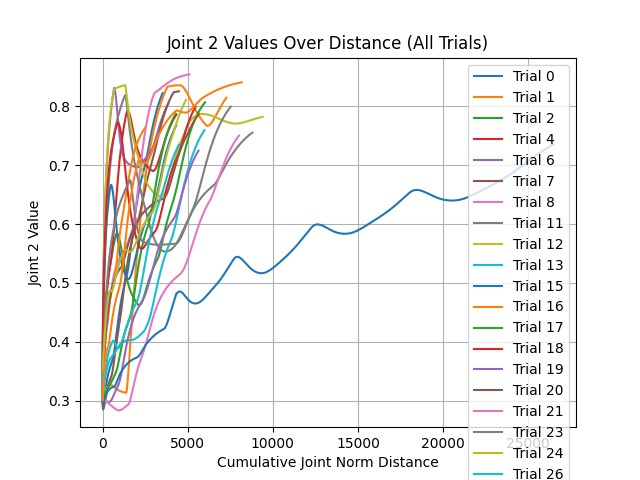 Joint 2 Values Over Distance (All Trials)
Joint 2 Value
0.8
0.7
0.6
0.5
0.4
0.3
0
5000
10000
15000
20000
25000
Cumulative Joint Norm Distance
Trial 0
Trial 1
Trial 2
Trial 4
Trial 6
Trial 7
Trial 8
Trial 11
Trial 12
Trial 13
Trial 15
Trial 16
Trial 17
Trial 18
Trial 19
Trial 20
Trial 21
Trial 23
Trial 24
Trial 26